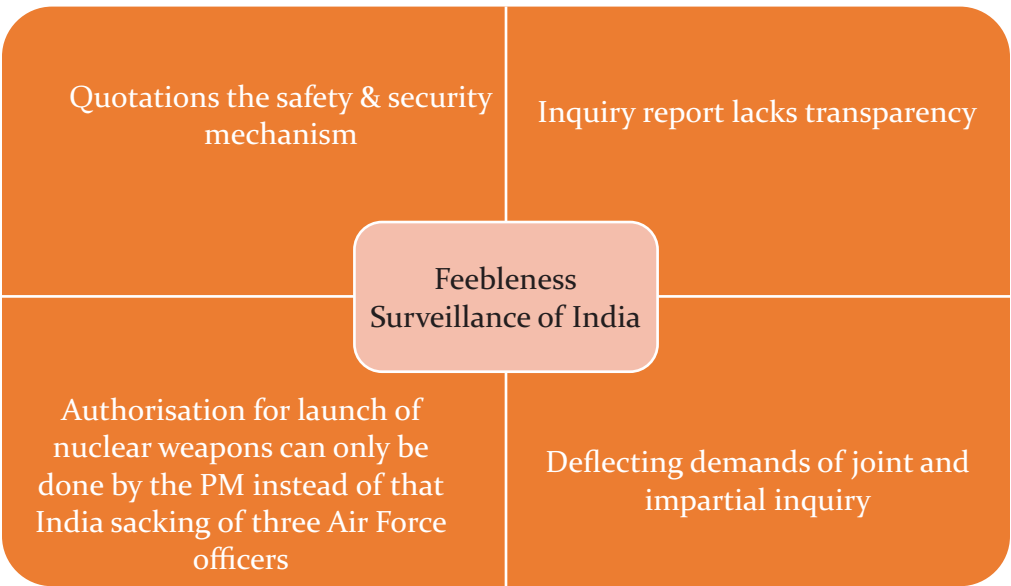 Quotations the safety & security
mechanism
Inquiry report lacks transparency
Feebleness
Surveillance of India
Authorisation for launch of
nuclear weapons can only be
done by the PM instead of that
India sacking of three Air Force
officers
Deflecting demands of joint and
impartial inquiry